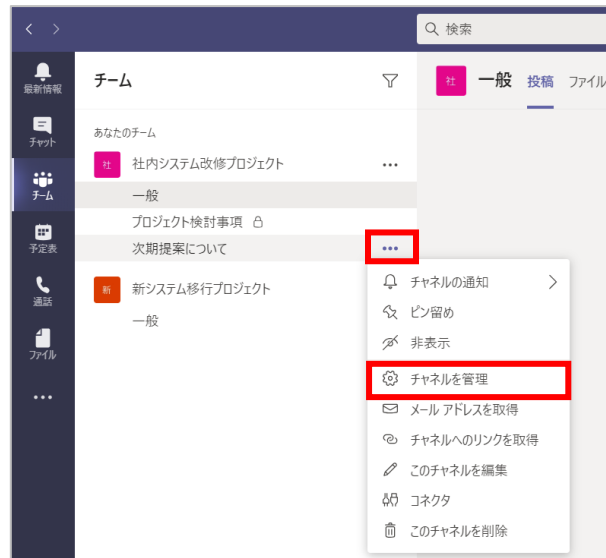 検索
最新情報
チャット
チーム
予定表
通話
ファイル
チーム
社 一般 投稿 ファイル
あなたのチーム
社 社内システム改修プロジェクト
一般
プロジェクト検討事項
次期提案について
新 新システム移行プロジェクト
一般
チャネルの通知
ピン留め
非表示
チャネルを管理
メール アドレスを取得
チャネルへのリンクを取得
このチャネルを編集
コネクタ
このチャネルを削除